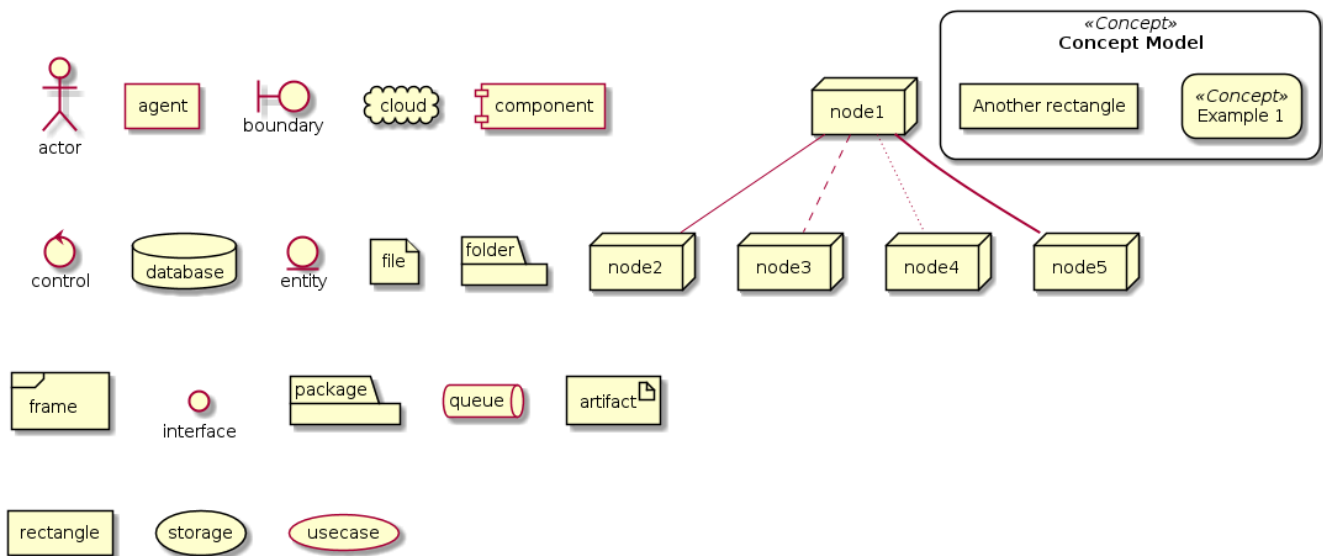 «Concept»
Concept Model
actor
agent
boundary
cloud
component
node1
Another rectangle
«Concept»
Example 1
control
database
entity
file
folder
node2
node3
node4
node5
frame
interface
package
queue
artifact
rectangle
storage
usecase